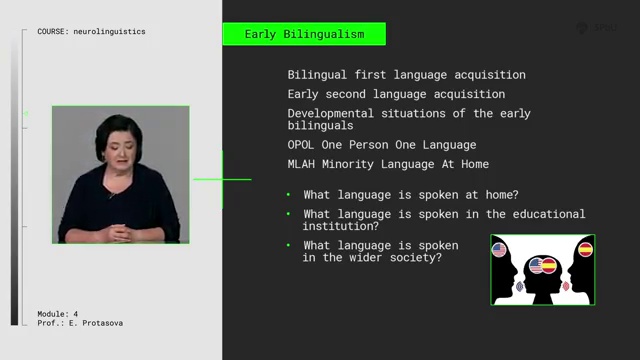 COURSE: neurolinguistics
Early Bilingualism
Bilingual first language acquisition
Early second language acquisition
Developmental situations of the early
bilinguals
OPOL One Person One Language
MLAH Minority Language At Home
• What language is spoken at home?
• What language is spoken in the educational
institution?
• What language is spoken
in the wider society?
Module: 4
Prof.: E. Protasova